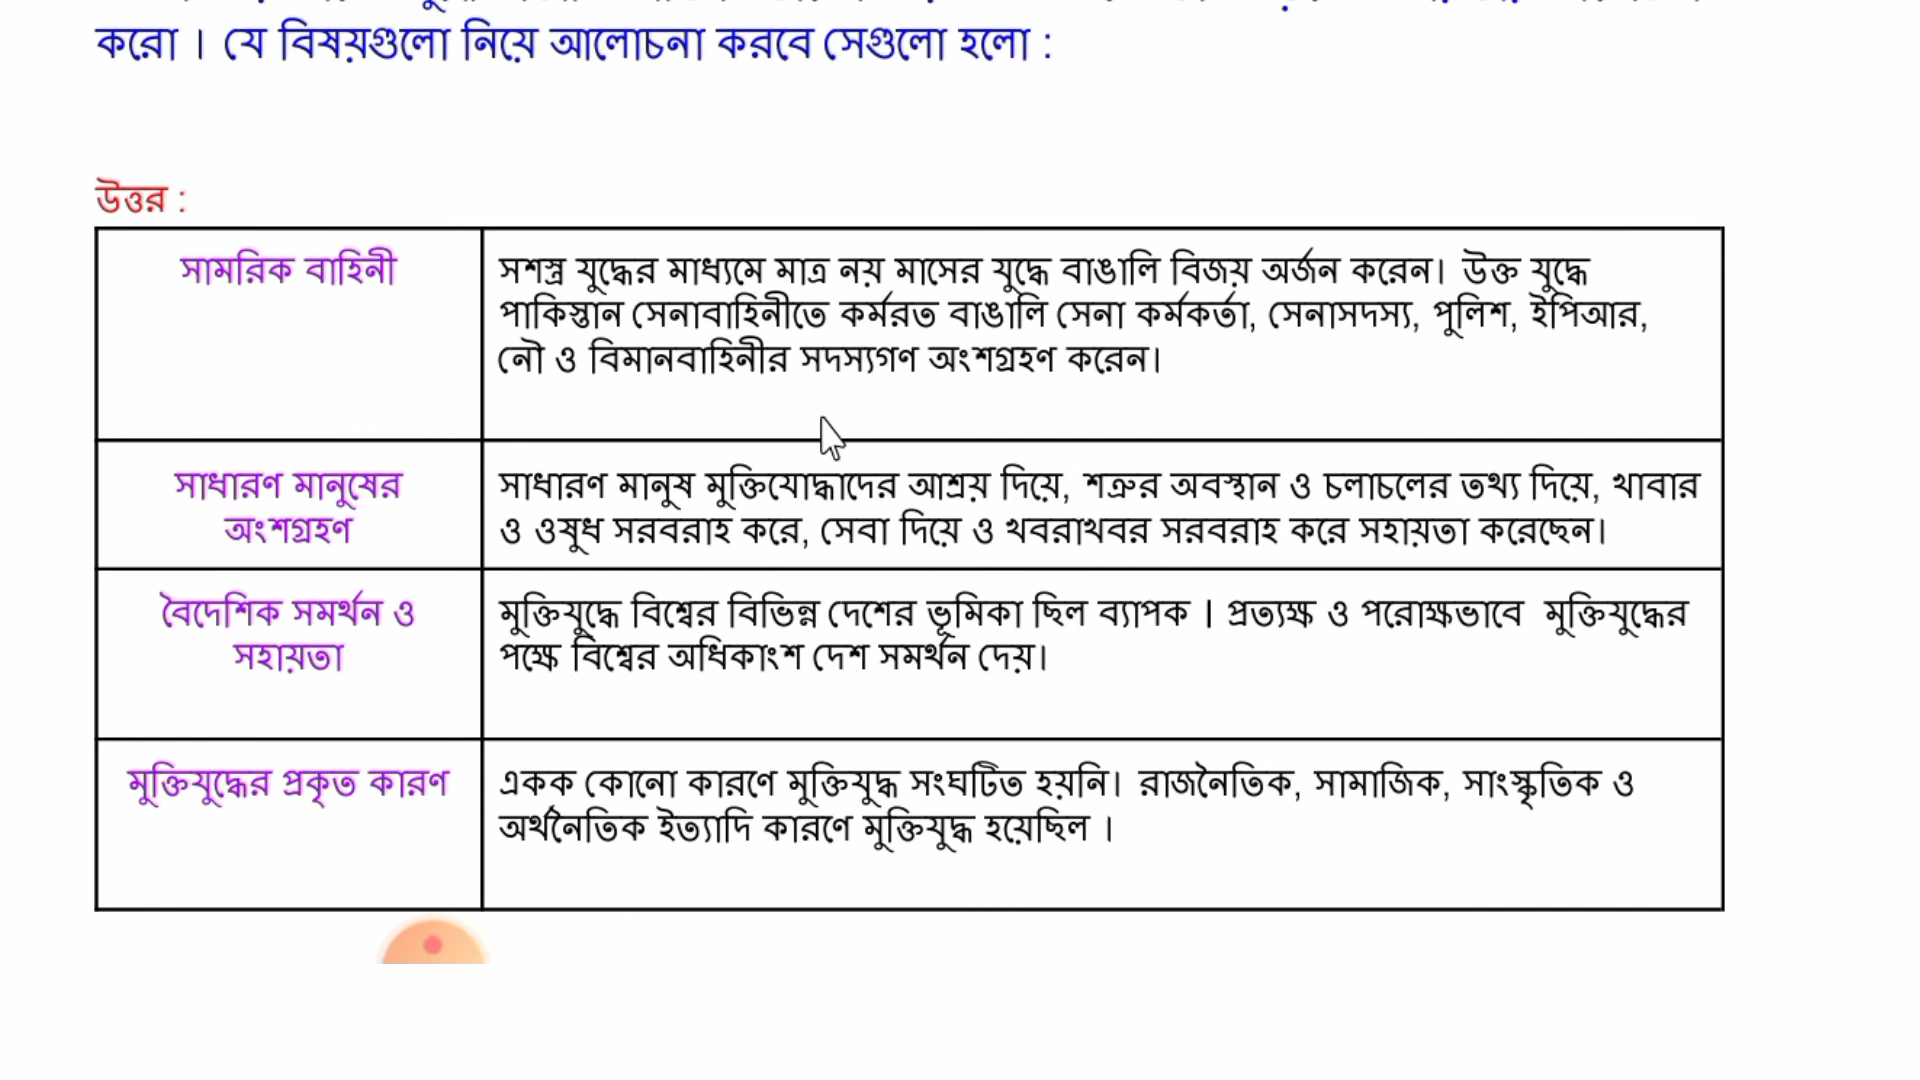 করো । যে বিষয়গুলো নিয়ে আলোচনা করবে সেগুলো হলো :
উত্তর :
সামরিক বাহিনী
সশস্ত্র যুদ্ধের মাধ্যমে মাত্র নয় মাসের যুদ্ধে বাঙালি বিজয় অর্জন করেন। উক্ত যুদ্ধে
পাকিস্তান সেনাবাহিনীতে কর্মরত বাঙালি সেনা কর্মকর্তা, সেনাসদস্য, পুলিশ, ইপিআর,
নৌ ও বিমানবাহিনীর সদস্যগণ অংশগ্রহণ করেন।
সাধারণ মানুষের
অংশগ্রহণ
সাধারণ মানুষ মুক্তিযোদ্ধাদের আশ্রয় দিয়ে, শত্রুর অবস্থান ও চলাচলের তথ্য দিয়ে, খাবার
ও ওষুধ সরবরাহ করে, সেবা দিয়ে ও খবরাখবর সরবরাহ করে সহায়তা করেছেন।
বৈদেশিক সমর্থন ও
সহায়তা
মুক্তিযুদ্ধে বিশ্বের বিভিন্ন দেশের ভূমিকা ছিল ব্যাপক । প্রত্যক্ষ ও পরোক্ষভাবে মুক্তিযুদ্ধের
পক্ষে বিশ্বের অধিকাংশ দেশ সমর্থন দেয়।
মুক্তিযুদ্ধের প্রকৃত কারণ
একক কোনো কারণে মুক্তিযুদ্ধ সংঘটিত হয়নি। রাজনৈতিক, সামাজিক, সাংস্কৃতিক ও
অর্থনৈতিক ইত্যাদি কারণে মুক্তিযুদ্ধ হয়েছিল ।